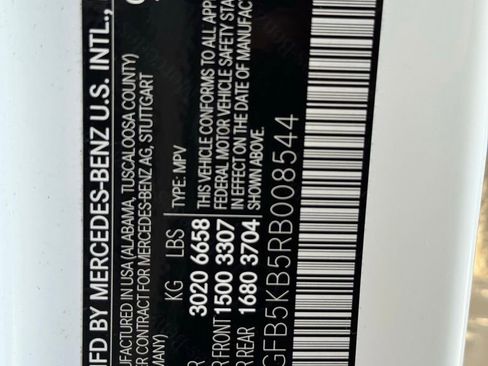 MFD BY MERCEDES-BENZ U.S. INTL.,
FACTURED IN USA (ALABAMA, TUSCALOOSA COUNTY)
ER CONTRACT FOR MERCEDES-BENZ AG, STUTTGART
MANY)
KG LBS TYPE: MPV
R 3020 6658 THIS VEHICLE CONFORMS TO ALL APP
R FRONT 1500 3307 FEDERAL MOTOR VEHICLE SAFETY STA
R REAR 1680 3704 IN EFFECT ON THE DATE OF MANUFAC
SHOWN ABOVE.
GFB5KB5RB008544